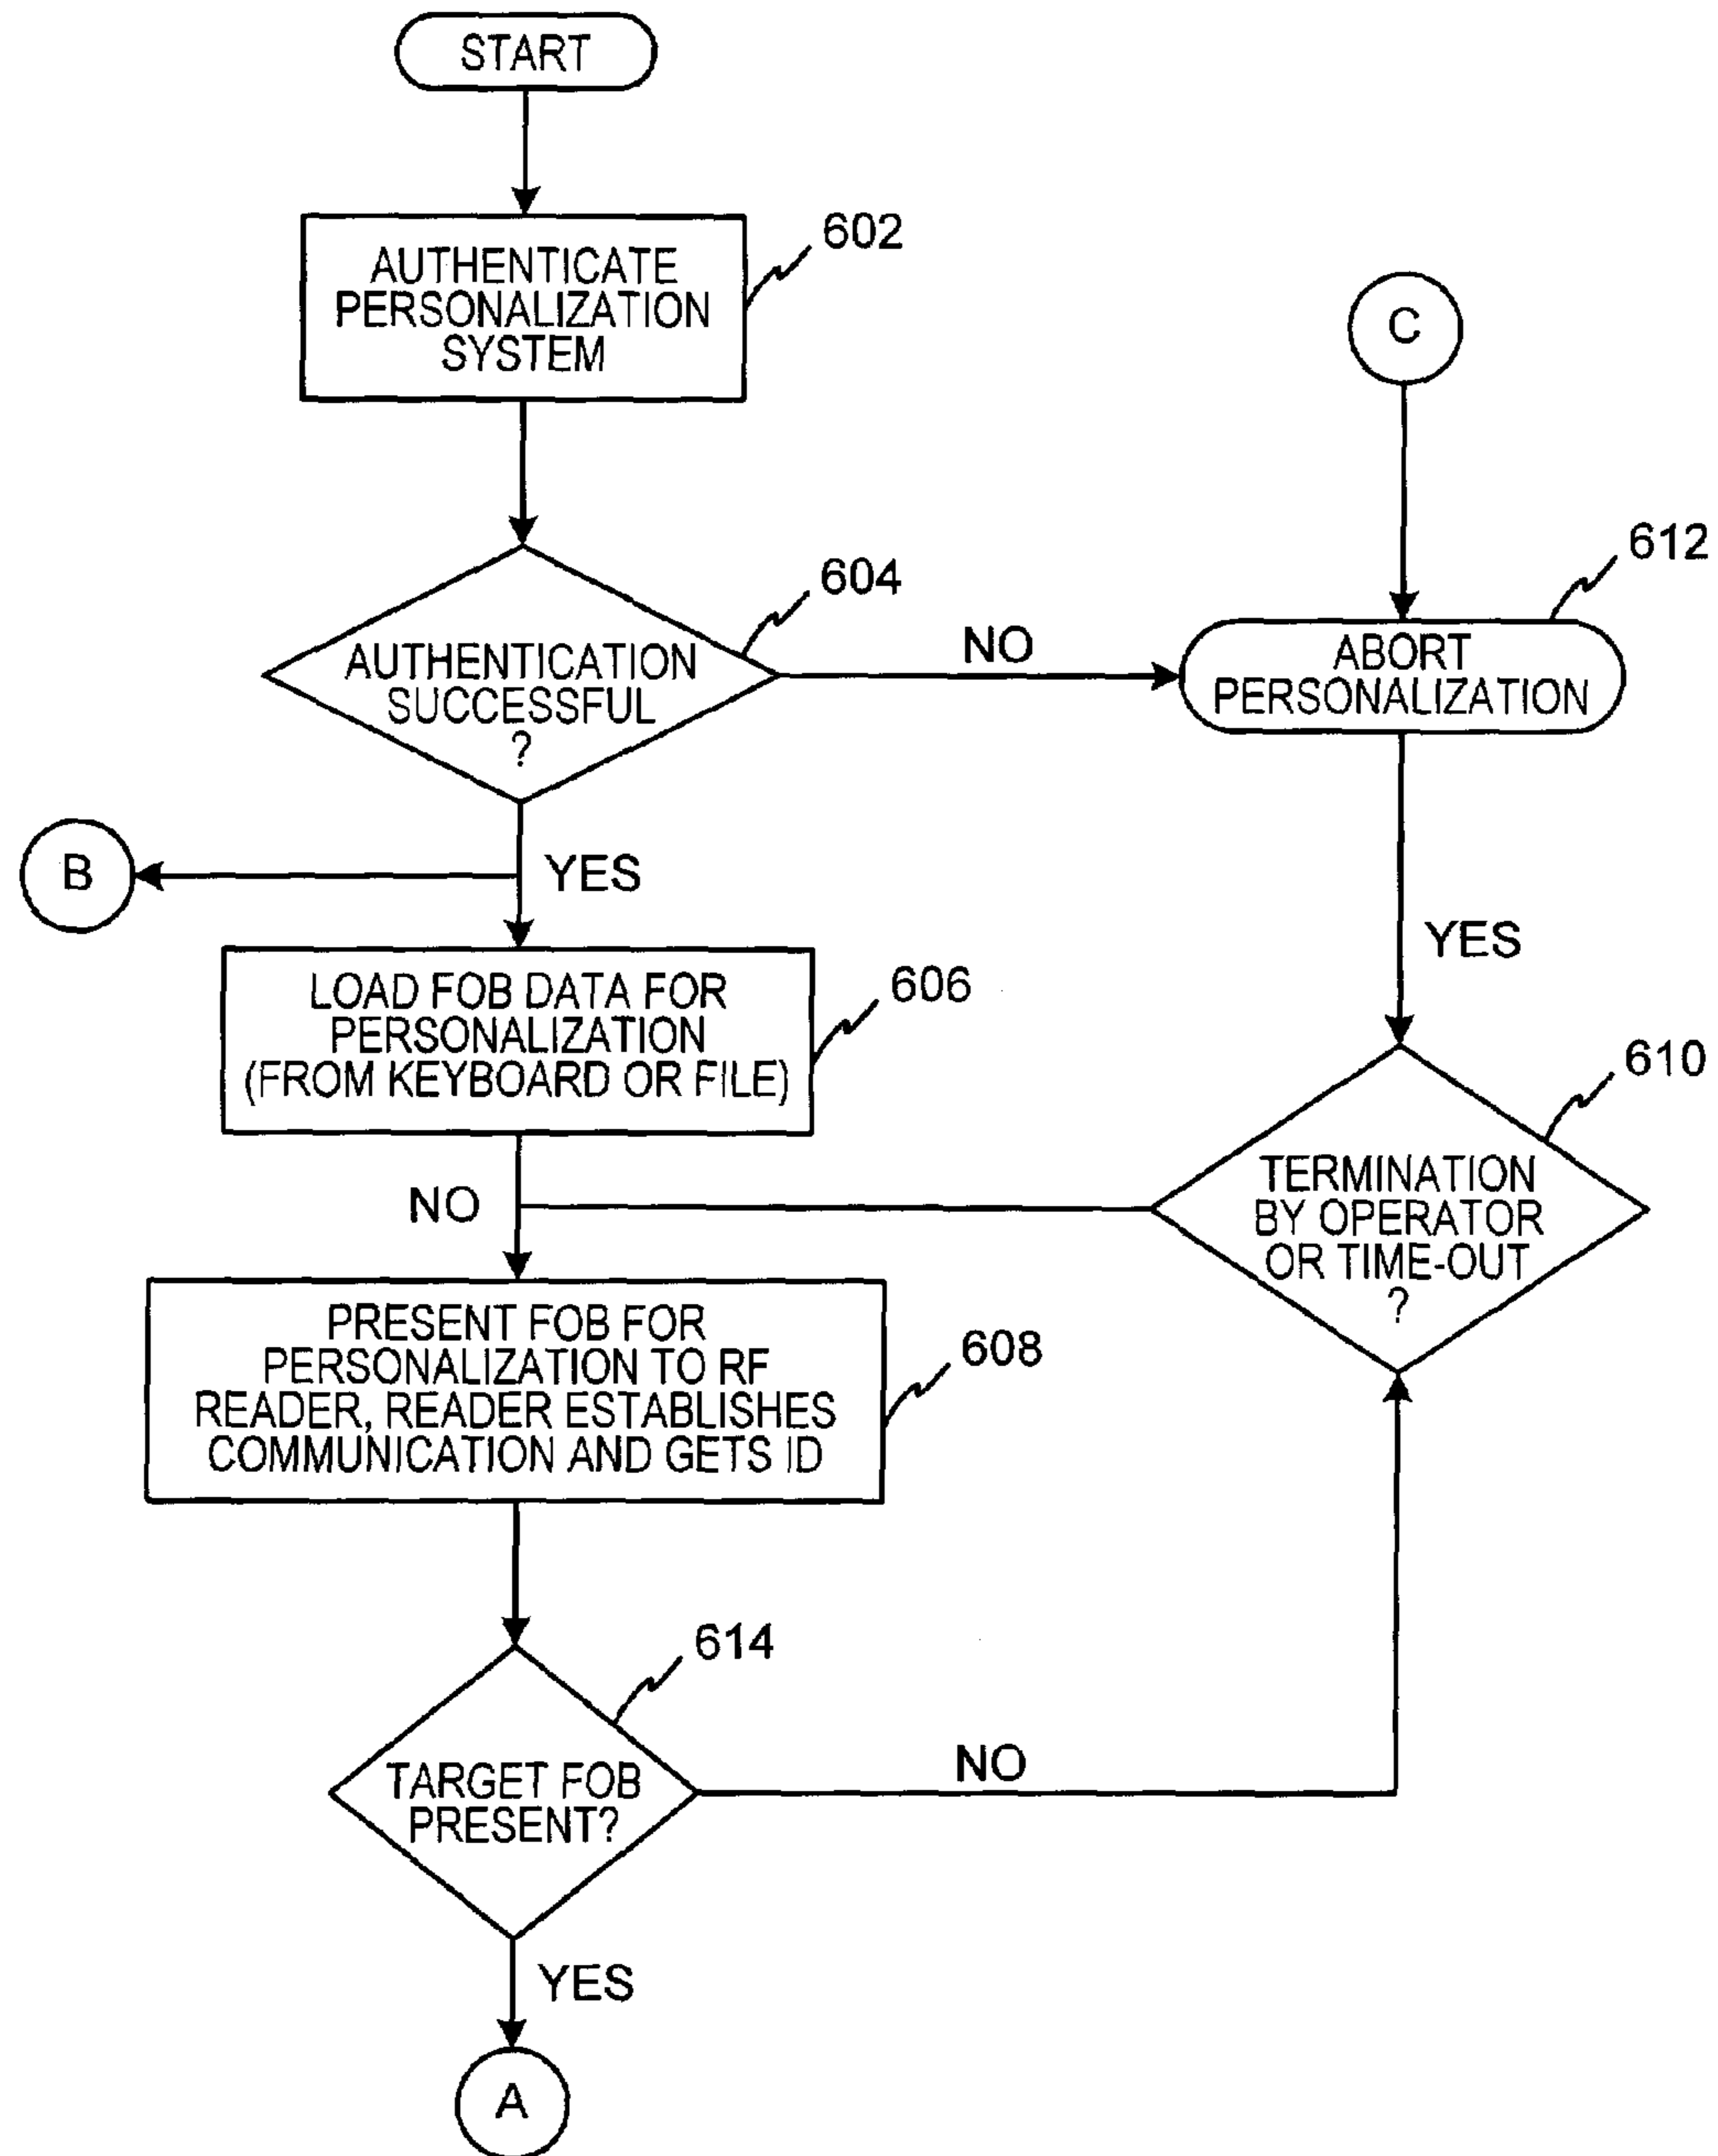 START
602
AUTHENTICATE
PERSONALIZATION
SYSTEM
C
604
612
AUTHENTICATION
SUCCESSFUL
?
NO
ABORT
PERSONALIZATION
B
YES
YES
LOAD FOB DATA FOR
PERSONALIZATION
(FROM KEYBOARD OR FILE)
606
610
TERMINATION
BY OPERATOR
OR TIME-OUT
?
NO
PRESENT FOB FOR
PERSONALIZATION TO RF
READER, READER ESTABLISHES
COMMUNICATION AND GETS ID
608
614
TARGET FOB
PRESENT?
NO
YES
A